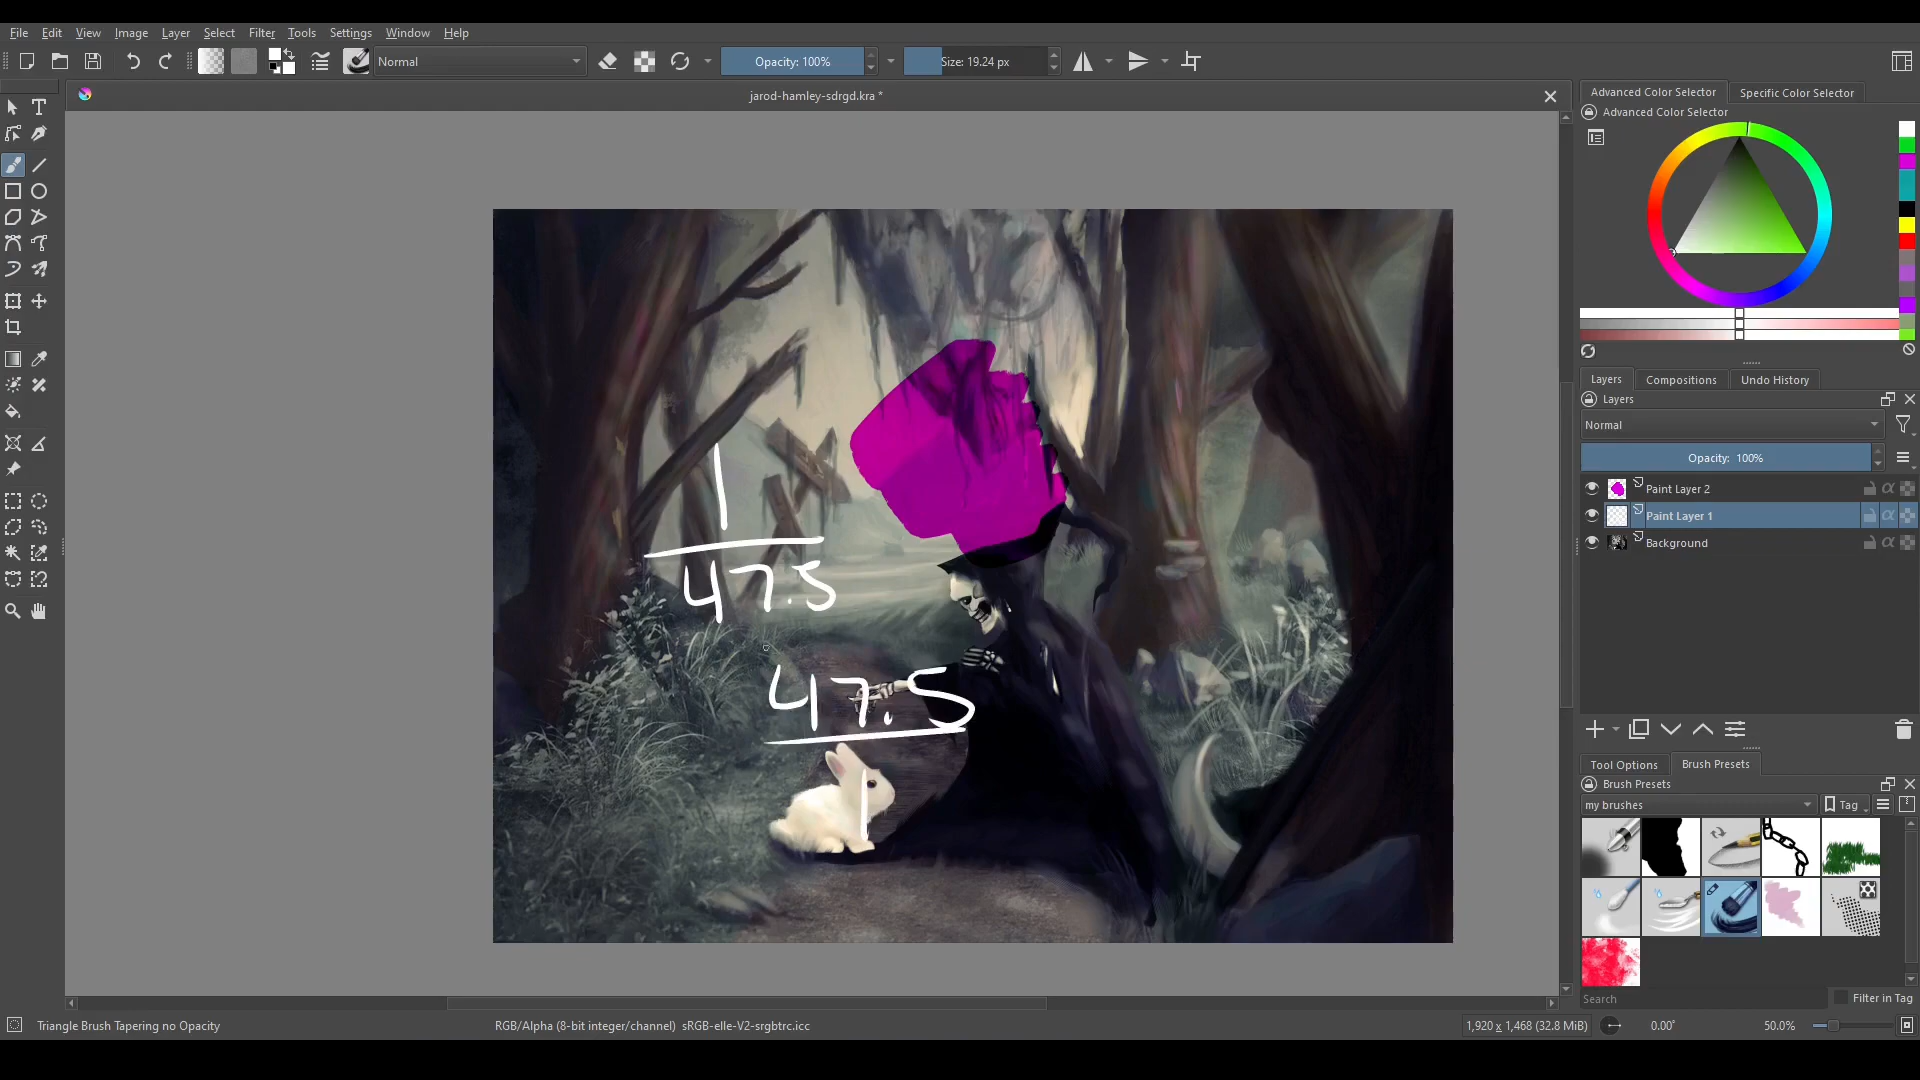 File Edit View Image Layer Select Filter Tools Settings Window Help
Normal
Opacity: 100%
Size: 19.24 px
jarod-hamley-sdrgd.kra *
Advanced Color Selector
Specific Color Selector
Advanced Color Selector
Layers
Compositions
Undo History
Layers
Normal
Opacity: 100%
Paint Layer 2
Paint Layer 1
Background
1
47.5
47.5
1
Tool Options
Brush Presets
Brush Presets
my brushes
Tag
Search
Filter in Tag
Triangle Brush Tapering no Opacity
RGB/Alpha (8-bit integer/channel) sRGB-elle-V2-srgbtrc.icc
1,920 x 1,468 (32.8 MiB)
0.00°
50.0%